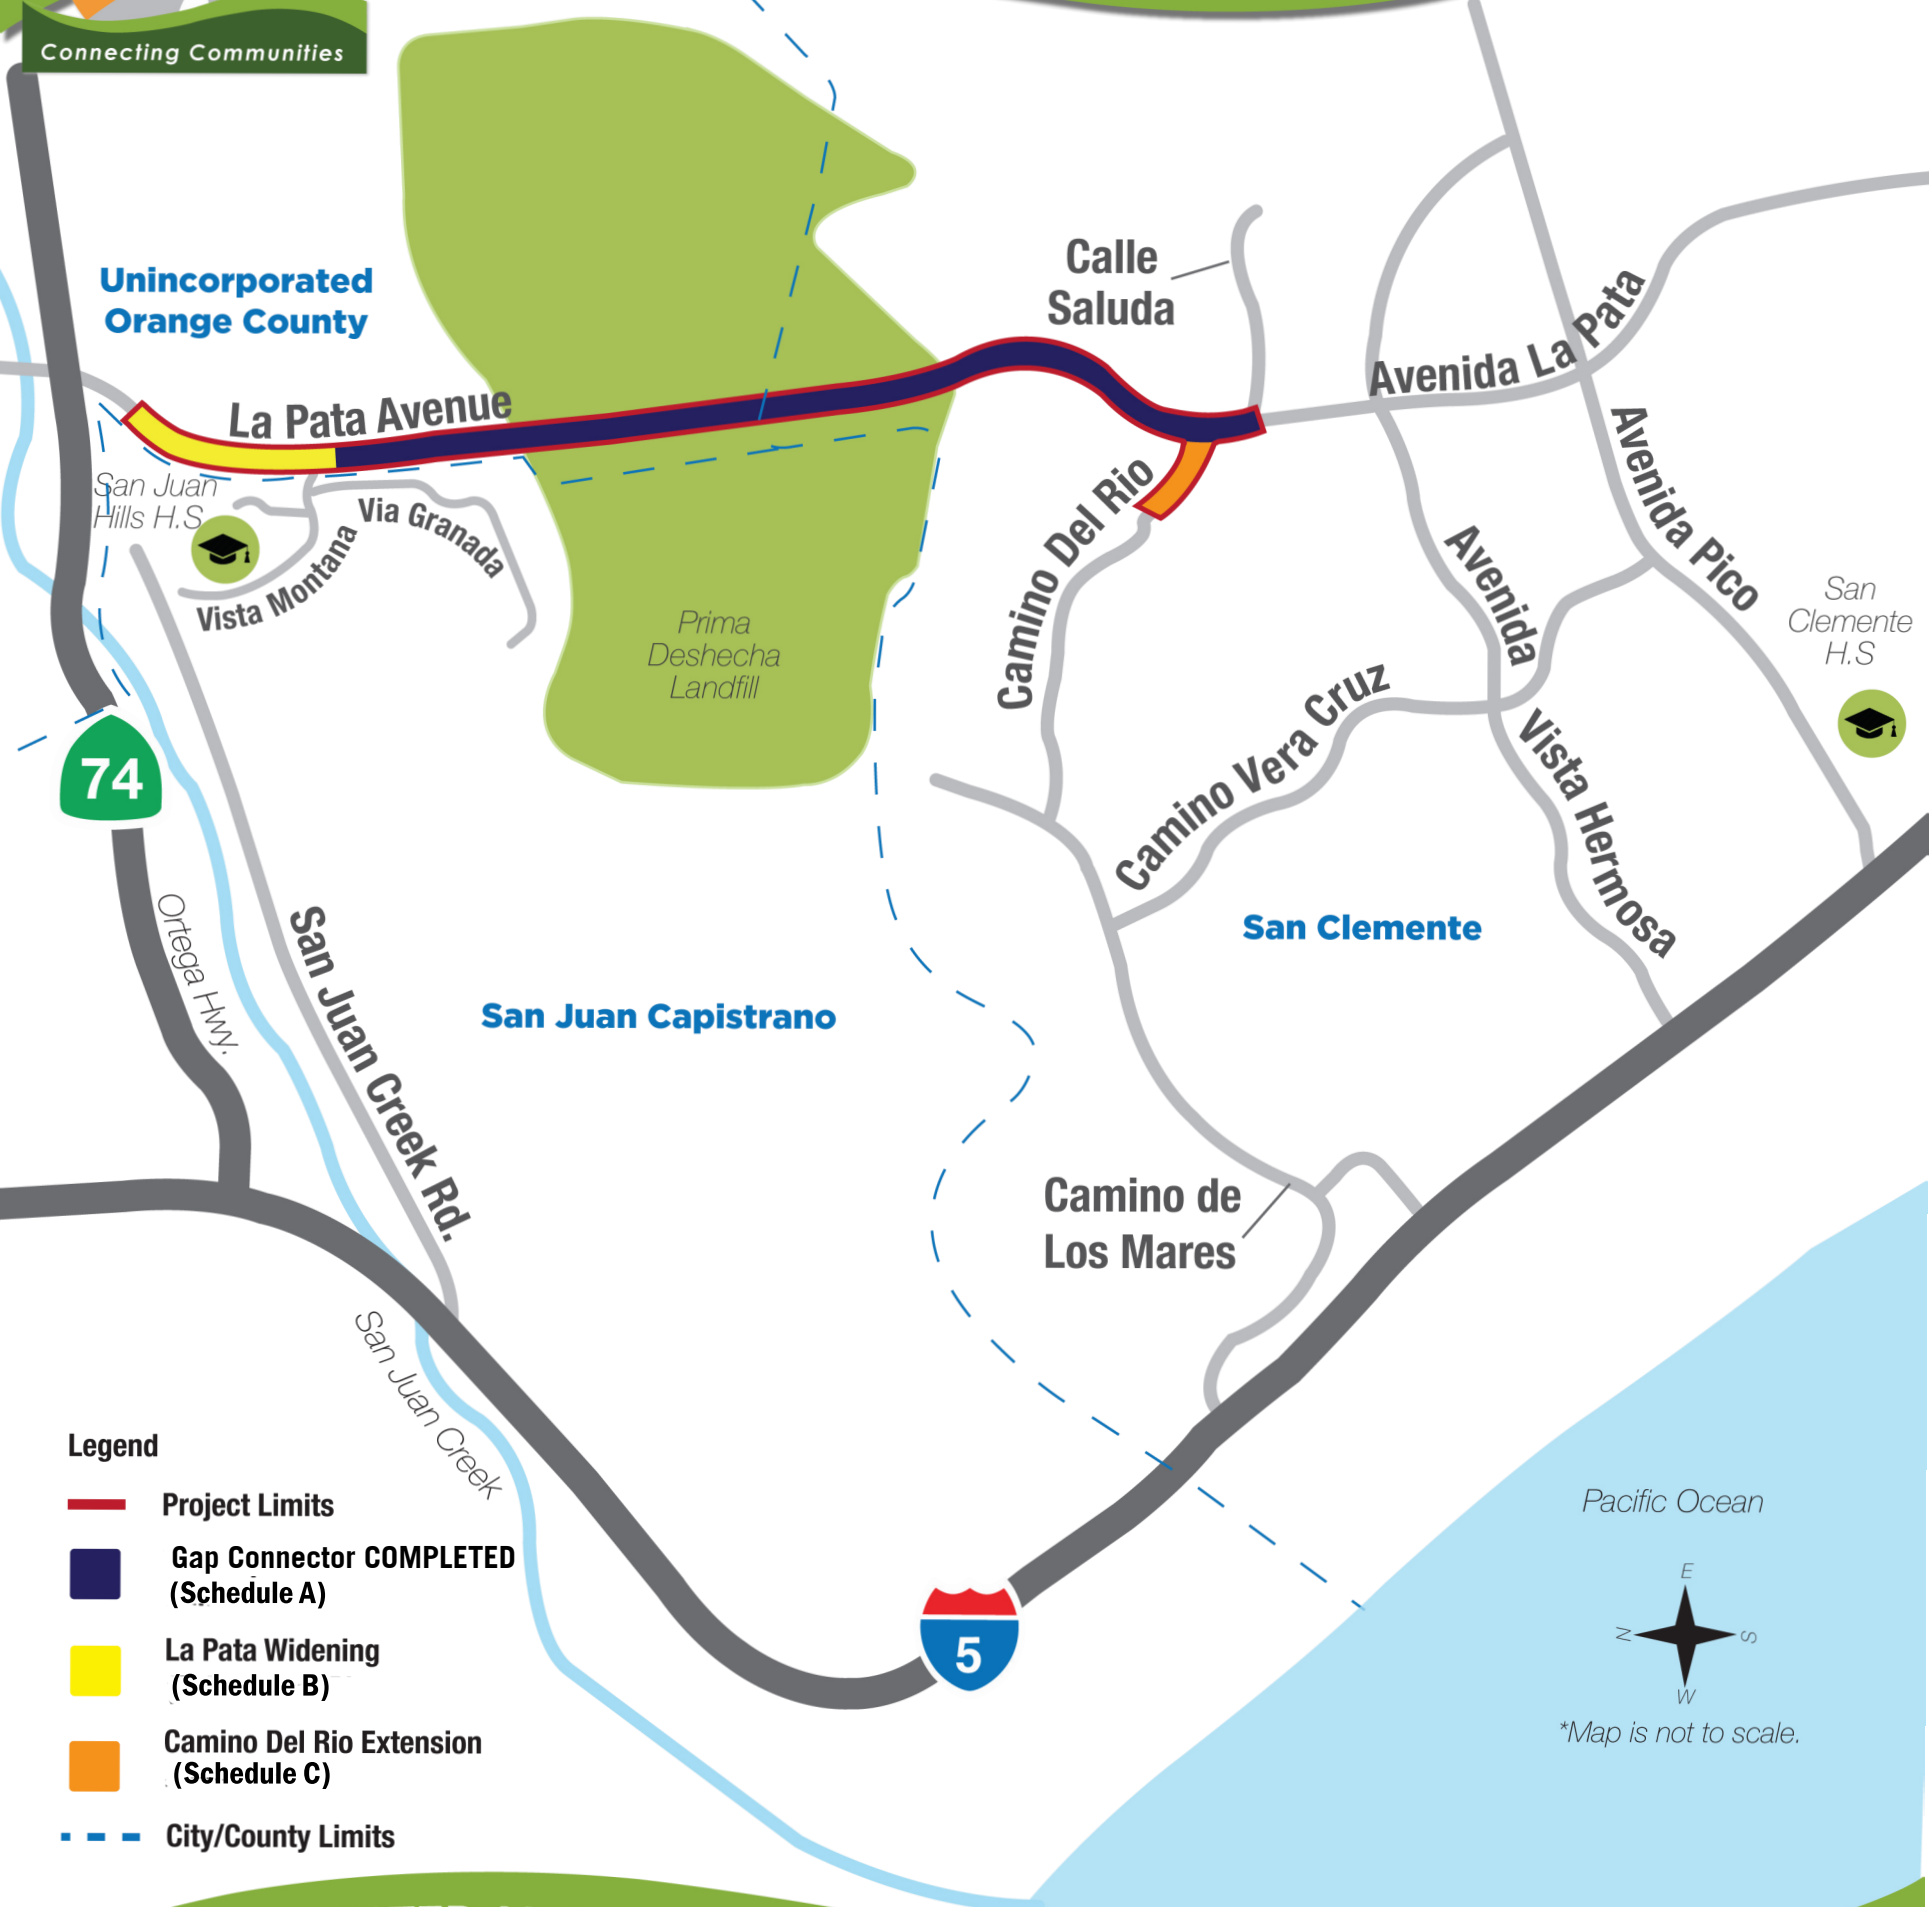 Connecting Communities
Unincorporated
Orange County
Calle
Saluda
Avenida La Pata
La Pata Avenue
San Juan
Hills H.S
Via Granada
Vista Montana
Camino Del Rio
Avenida Pico
Avenida
Vista Hermosa
San
Clemente
H.S
Prima
Deshecha
Landfill
Camino Vera Cruz
74
Ortega Hwy.
San Juan Creek Rd.
San Clemente
San Juan Capistrano
Camino de
Los Mares
San Juan Creek
5
Legend
Project Limits
Gap Connector COMPLETED
(Schedule A)
La Pata Widening
(Schedule B)
Camino Del Rio Extension
(Schedule C)
City/County Limits
Pacific Ocean
E
N
S
W
*Map is not to scale.